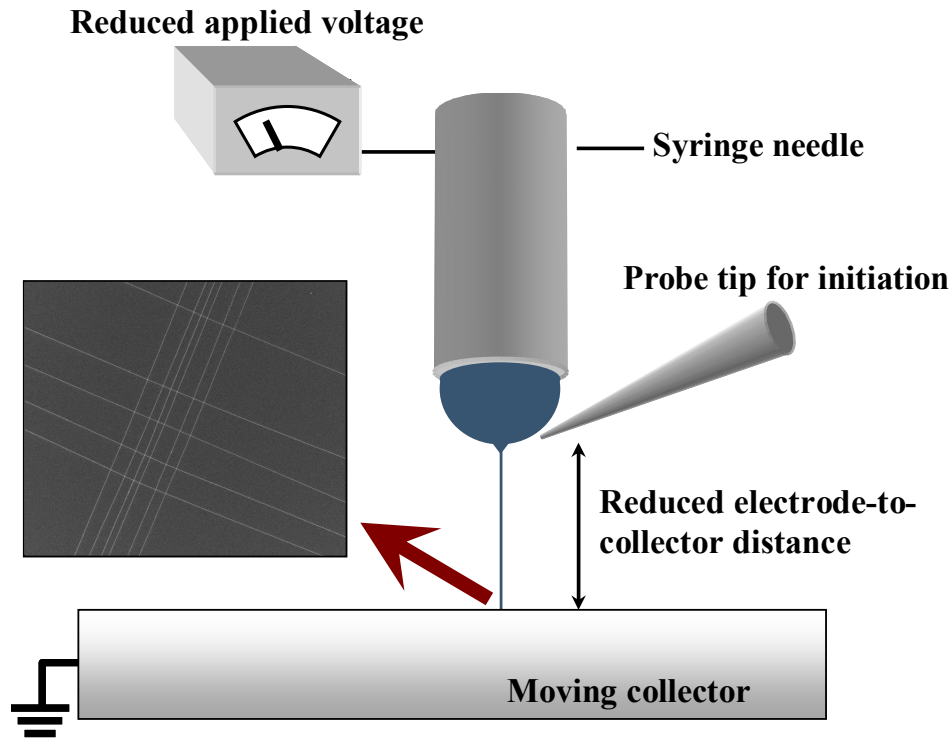 Reduced applied voltage
Syringe needle
Probe tip for initiation
Reduced electrode-to-
collector distance
Moving collector